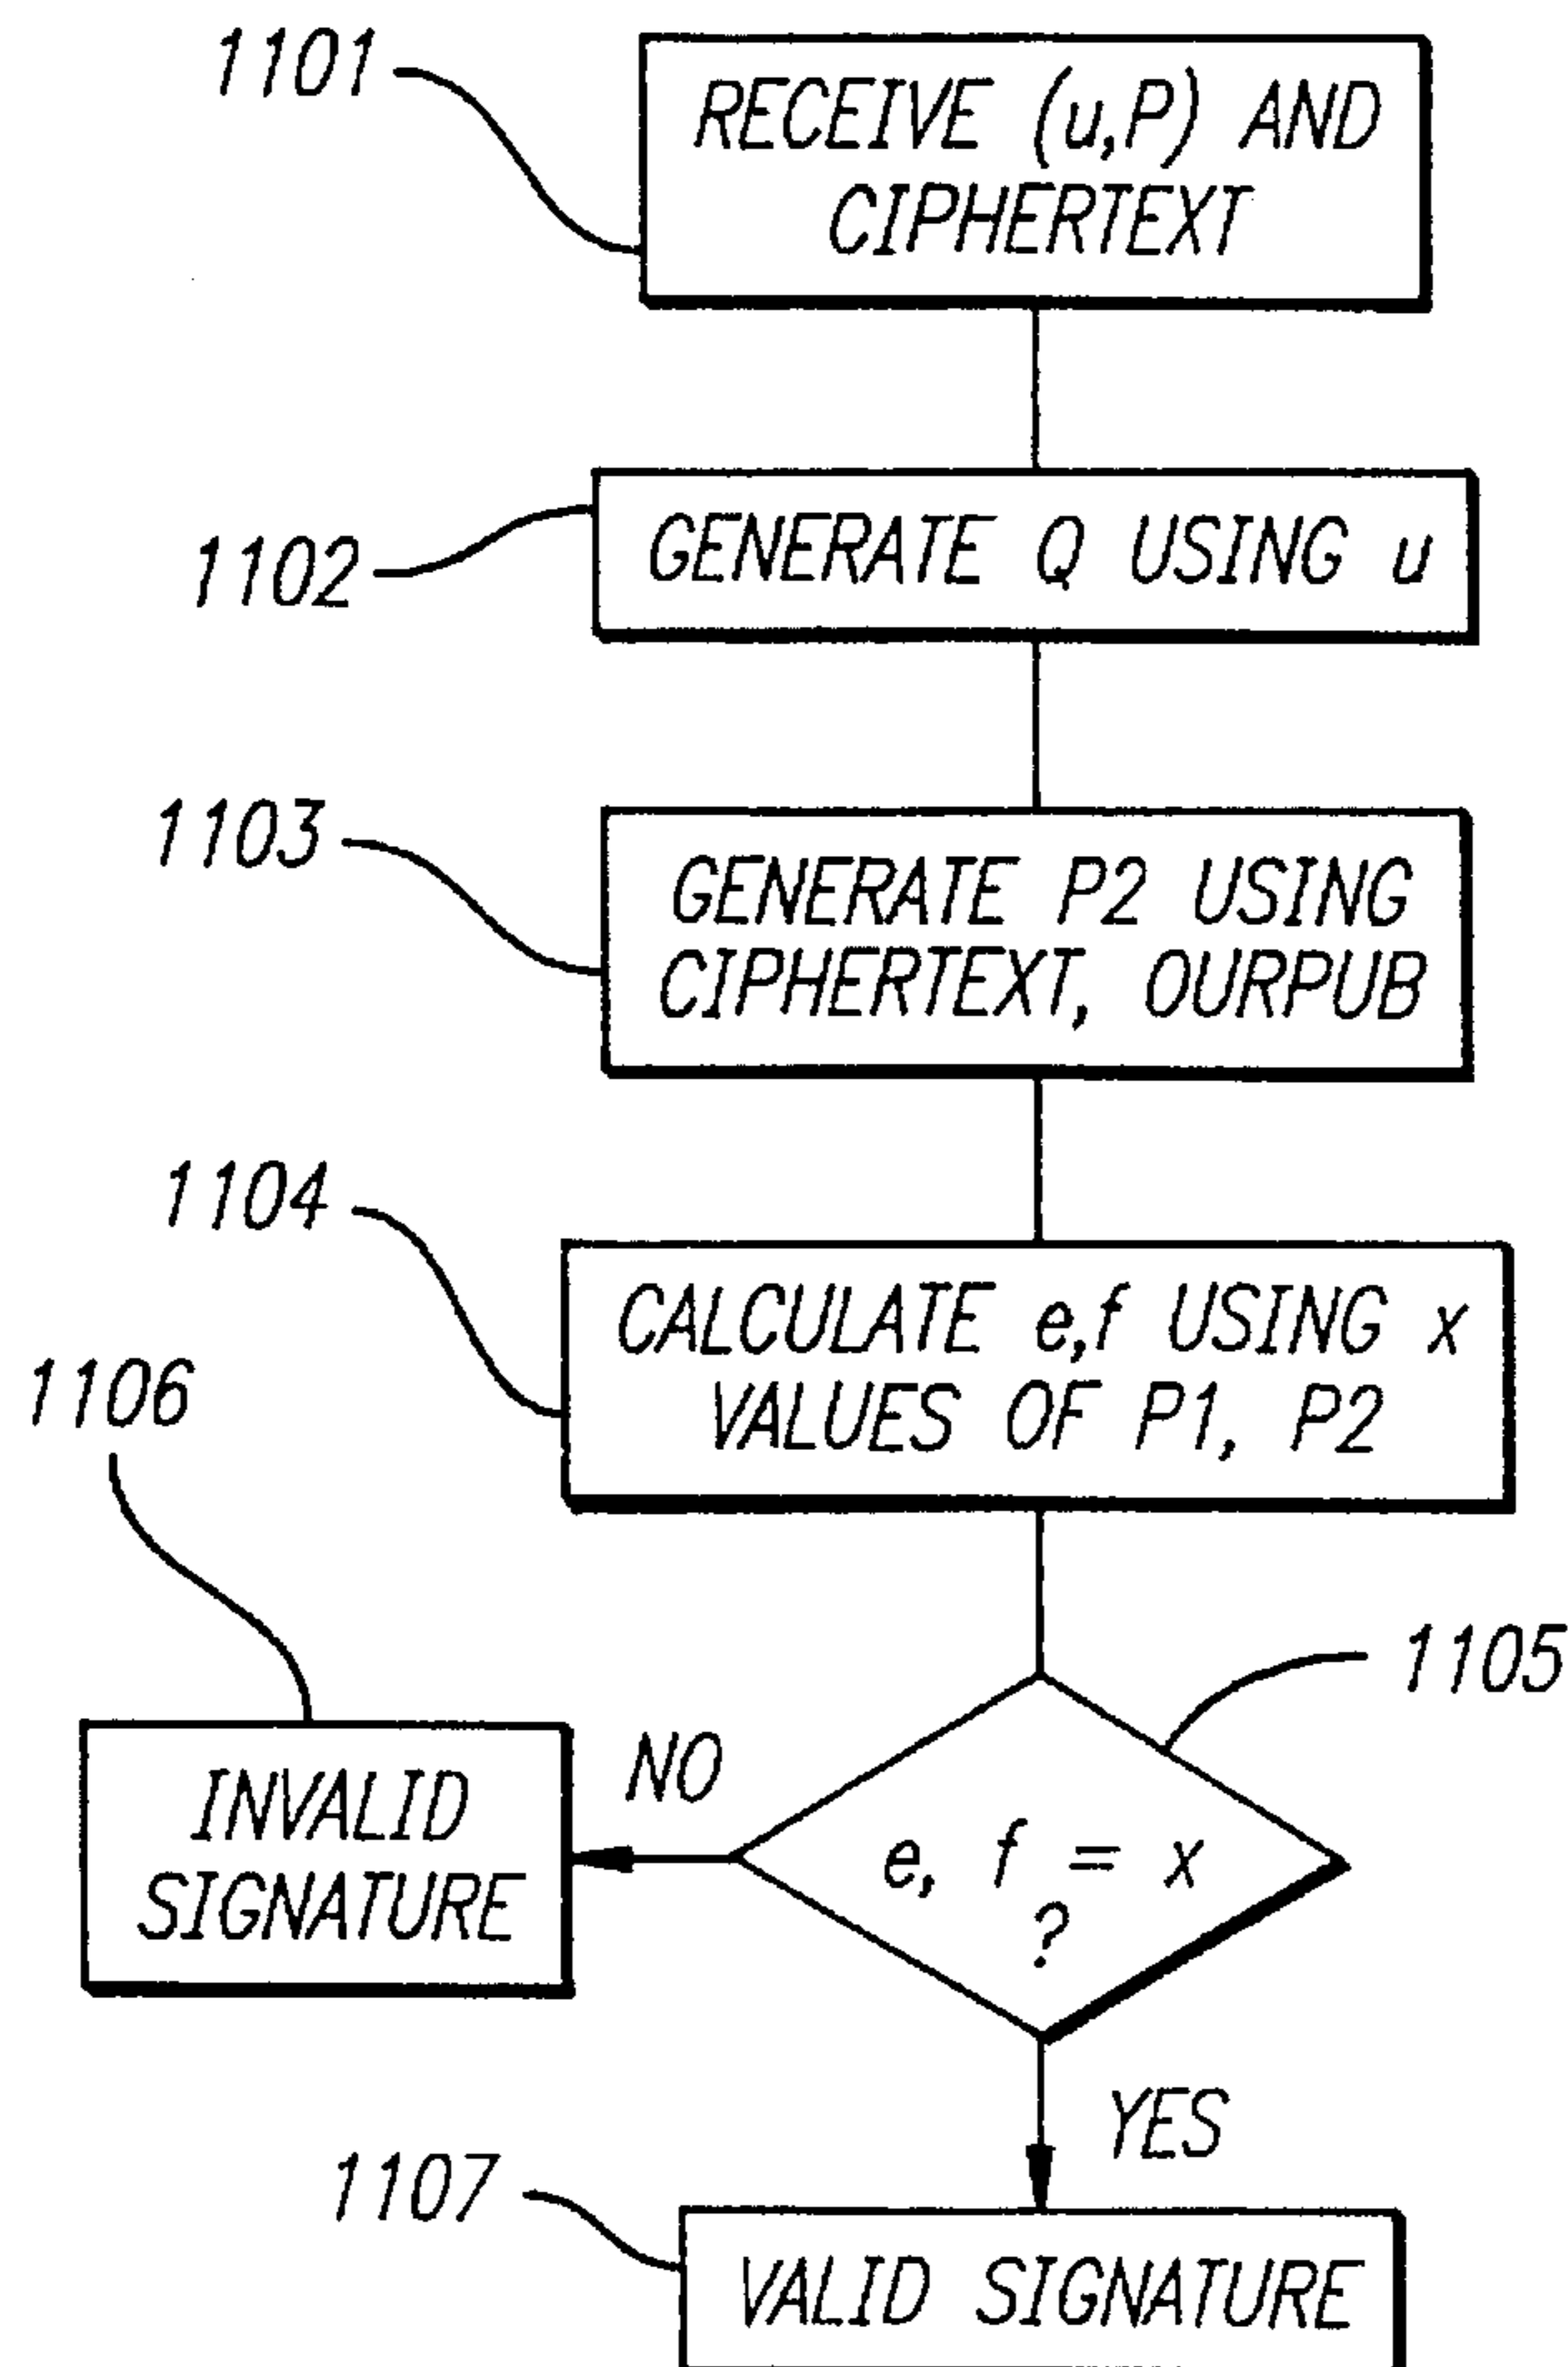 1101
RECEIVE (u,P) AND
CIPHERTEXT
1102
GENERATE Q USING u
1103
GENERATE P2 USING
CIPHERTEXT, OURPUB
1104
CALCULATE e,f USING x
VALUES OF P1, P2
1106
1105
INVALID
SIGNATURE
NO
e, f = x
?
YES
1107
VALID SIGNATURE